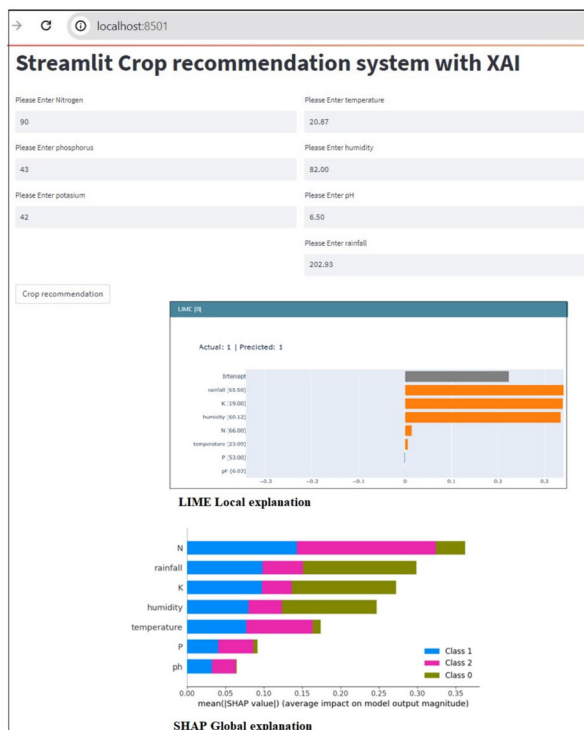 localhost:8501
Streamlit Crop recommendation system with XAI
Please Enter Nitrogen
90
Please Enter phosphorus
43
Please Enter potasium
42
Please Enter temperature
20.87
Please Enter humidity
82.00
Please Enter pH
6.50
Please Enter rainfall
202.93
Crop recommendation
LIME [0]
Actual: 1 | Precicted: 1
Intercept
rainfall [65.50]
K [19.00]
humidity [60.12]
N [66.00]
temperature [23.09]
P [53.00]
pH [6.03]
−0.3 −0.2 −0.1 0 0.1 0.2
LIME Local explanation
N
rainfall
K
humidity
temperature
P
ph
Class 1
Class 2
Class 0
0.00 0.05 0.10 0.15 0.20 0.25 0.30 0.35
mean(|SHAP value|) (average impact on model output magnitude)
SHAP Global explanation